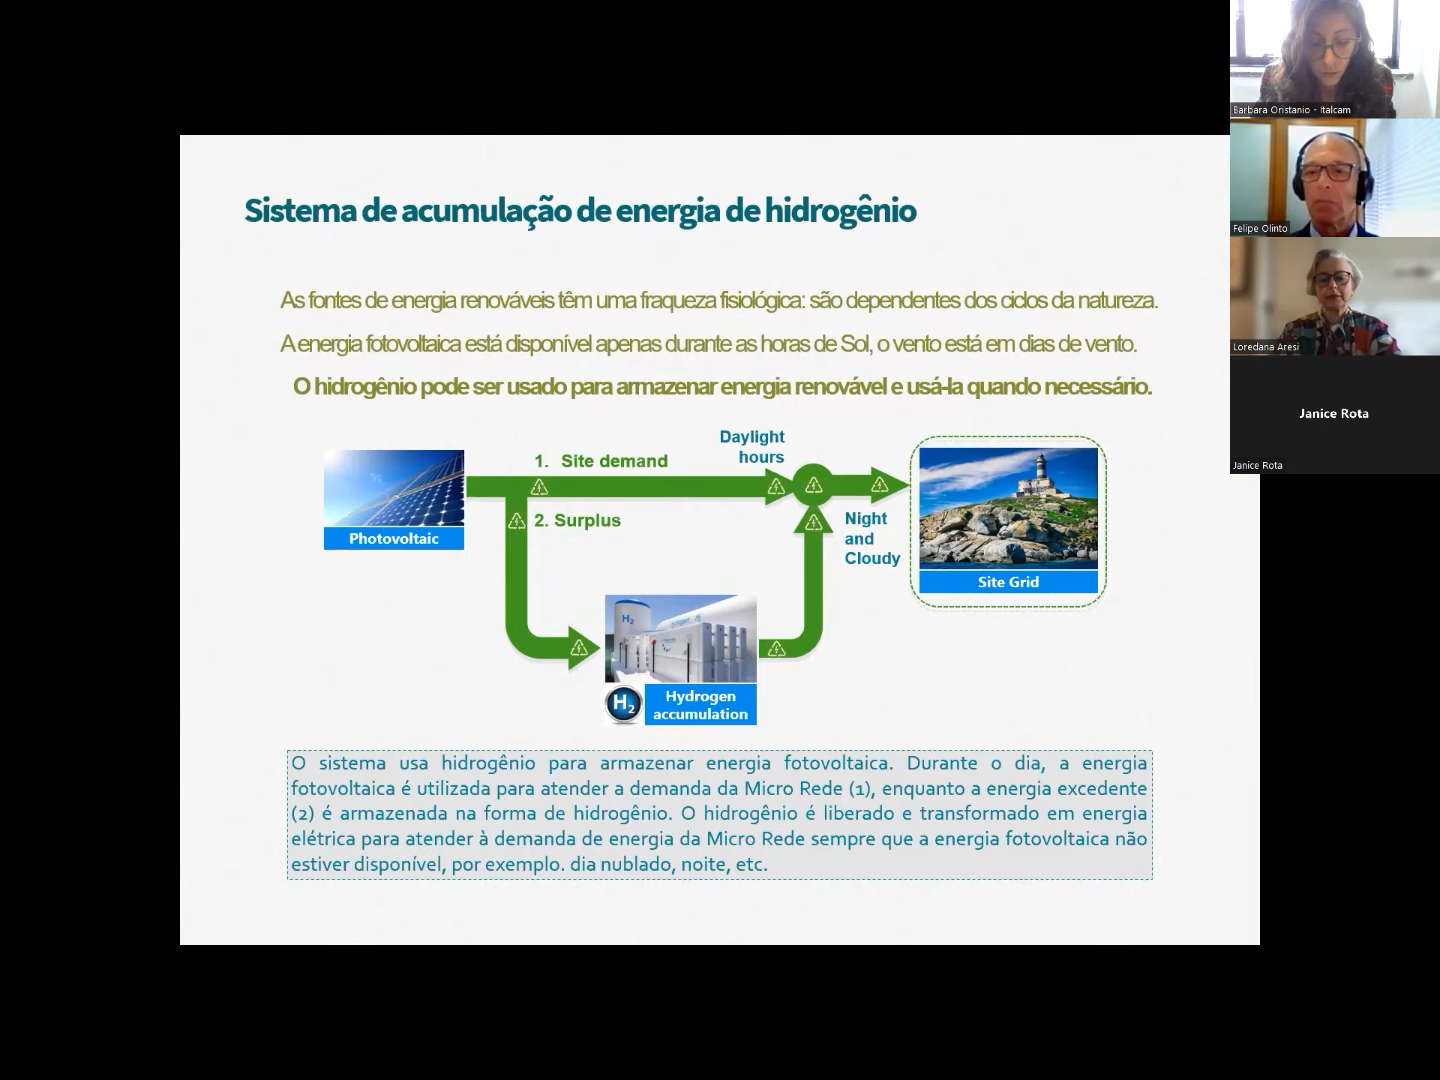 Barbara Oristanio - Italcam
Felipe Olinto
Loredana Aresi
Janice Rota
Janice Rota
Sistema de acumulação de energia de hidrogênio
As fontes de energia renováveis têm uma fraqueza fisiológica: são dependentes dos ciclos da natureza.
A energia fotovoltaica está disponível apenas durante as horas de Sol, o vento está em dias de vento.
O hidrogênio pode ser usado para armazenar energia renovável e usá-la quando necessário.
Daylight
hours
1. Site demand
2. Surplus
Photovoltaic
Night
and
Cloudy
Site Grid
H2
H2
Hydrogen
accumulation
O sistema usa hidrogênio para armazenar energia fotovoltaica. Durante o dia, a energia
fotovoltaica é utilizada para atender a demanda da Micro Rede (1), enquanto a energia excedente
(2) é armazenada na forma de hidrogênio. O hidrogênio é liberado e transformado em energia
elétrica para atender à demanda de energia da Micro Rede sempre que a energia fotovoltaica não
estiver disponível, por exemplo. dia nublado, noite, etc.